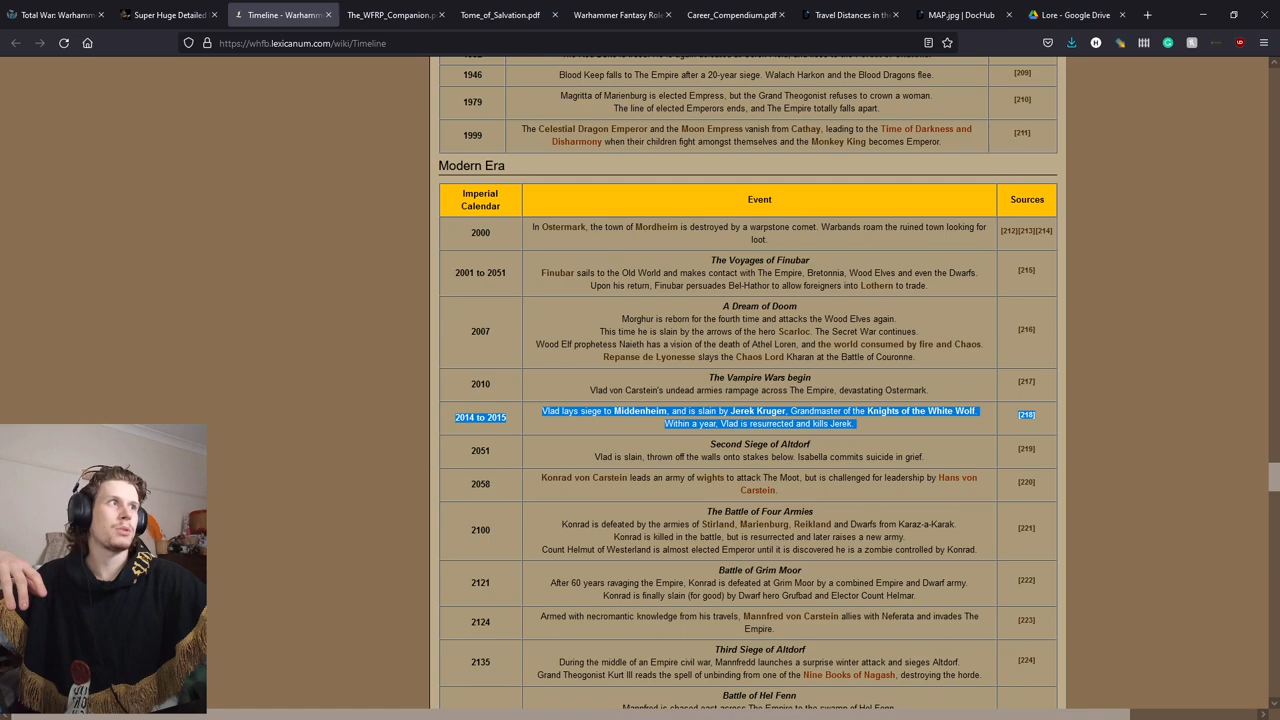 Total War: Warhamm
Super Huge Detailed
Timeline - Warhamm
The_WFRP_Companion.p
Tome_of_Salvation.pdf
Warhammer Fantasy Role
Career_Compendium.pdf
Travel Distances in the
MAP.jpg | DocHub
Lore - Google Drive
https://whfb.lexicanum.com/wiki/Timeline
1946 Blood Keep falls to The Empire after a 20-year siege. Walach Harkon and the Blood Dragons flee. [209]
1979 Magritta of Marienburg is elected Empress, but the Grand Theogonist refuses to crown a woman. [210]
The line of elected Emperors ends, and The Empire totally falls apart.
1999 The Celestial Dragon Emperor and the Moon Empress vanish from Cathay, leading to the Time of Darkness and [211]
Disharmony when their children fight amongst themselves and the Monkey King becomes Emperor.
Modern Era
Imperial Calendar Event Sources
2000 In Ostermark, the town of Mordheim is destroyed by a warpstone comet. Warbands roam the ruined town looking for [212][213][214]
loot.
The Voyages of Finubar
2001 to 2051 Finubar sails to the Old World and makes contact with The Empire, Bretonnia, Wood Elves and even the Dwarfs. [215]
Upon his return, Finubar persuades Bel-Hathor to allow foreigners into Lothern to trade.
A Dream of Doom
Morghur is reborn for the fourth time and attacks the Wood Elves again.
2007 This time he is slain by the arrows of the hero Scarloc. The Secret War continues. [216]
Wood Elf prophetess Naieth has a vision of the death of Athel Loren, and the world consumed by fire and Chaos.
Repanse de Lyonesse slays the Chaos Lord Kharan at the Battle of Couronne.
The Vampire Wars begin
2010 Vlad von Carstein's undead armies rampage across The Empire, devastating Ostermark. [217]
2014 to 2015 Vlad lays siege to Middenheim, and is slain by Jerek Kruger, Grandmaster of the Knights of the White Wolf. [218]
Within a year, Vlad is resurrected and kills Jerek.
Second Siege of Altdorf
2051 Vlad is slain, thrown off the walls onto stakes below. Isabella commits suicide in grief. [219]
2058 Konrad von Carstein leads an army of wights to attack The Moot, but is challenged for leadership by Hans von [220]
Carstein.
The Battle of Four Armies
Konrad is defeated by the armies of Stirland, Marienburg, Reikland and Dwarfs from Karaz-a-Karak.
2100 Konrad is killed in the battle, but is resurrected and later raises a new army. [221]
Count Helmut of Westerland is almost elected Emperor until it is discovered he is a zombie controlled by Konrad.
Battle of Grim Moor
2121 After 60 years ravaging the Empire, Konrad is defeated at Grim Moor by a combined Empire and Dwarf army. [222]
Konrad is finally slain (for good) by Dwarf hero Grufbad and Elector Count Helmar.
2124 Armed with necromantic knowledge from his travels, Mannfred von Carstein allies with Neferata and invades The [223]
Empire.
Third Siege of Altdorf
2135 During the middle of an Empire civil war, Mannfredd launches a surprise winter attack and sieges Altdorf. [224]
Grand Theogonist Kurt III reads the spell of unbinding from one of the Nine Books of Nagash, destroying the horde.
Battle of Hel Fenn
Mannfred is chased east across The Empire to the swamp of Hel Fenn.